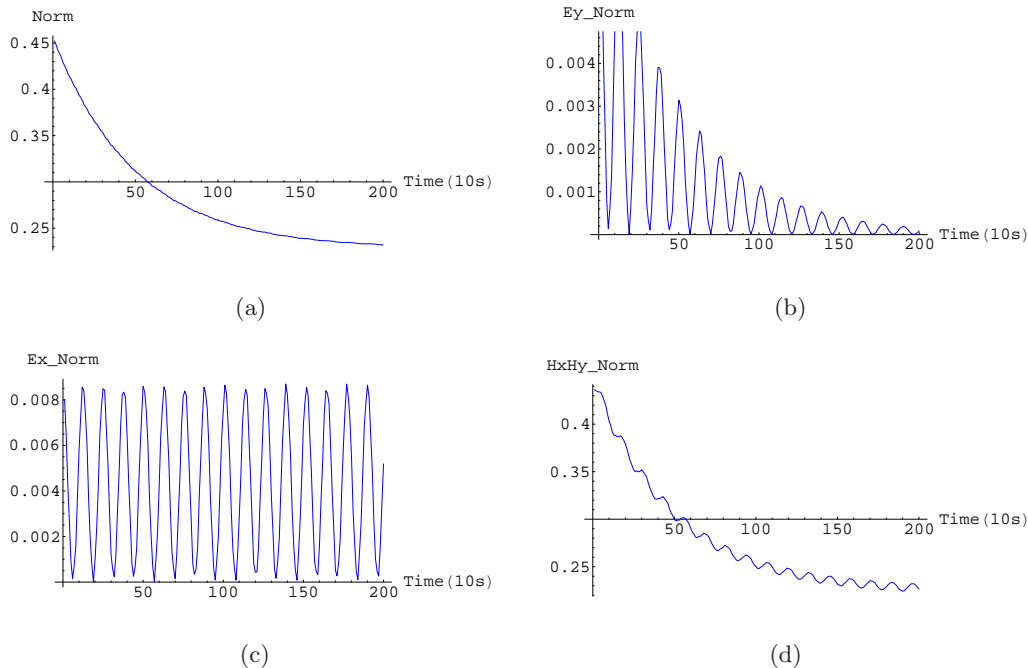 Norm
0.45
0.4
0.35
0.25
50 100 150 200
Time(10s)
(a)
Ey_Norm
0.004
0.003
0.002
0.001
50 100 150 200
Time(10s)
(b)
Ex_Norm
0.008
0.006
0.004
0.002
50 100 150 200
Time(10s)
(c)
HxHy_Norm
0.4
0.35
0.25
50 100 150 200
Time(10s)
(d)